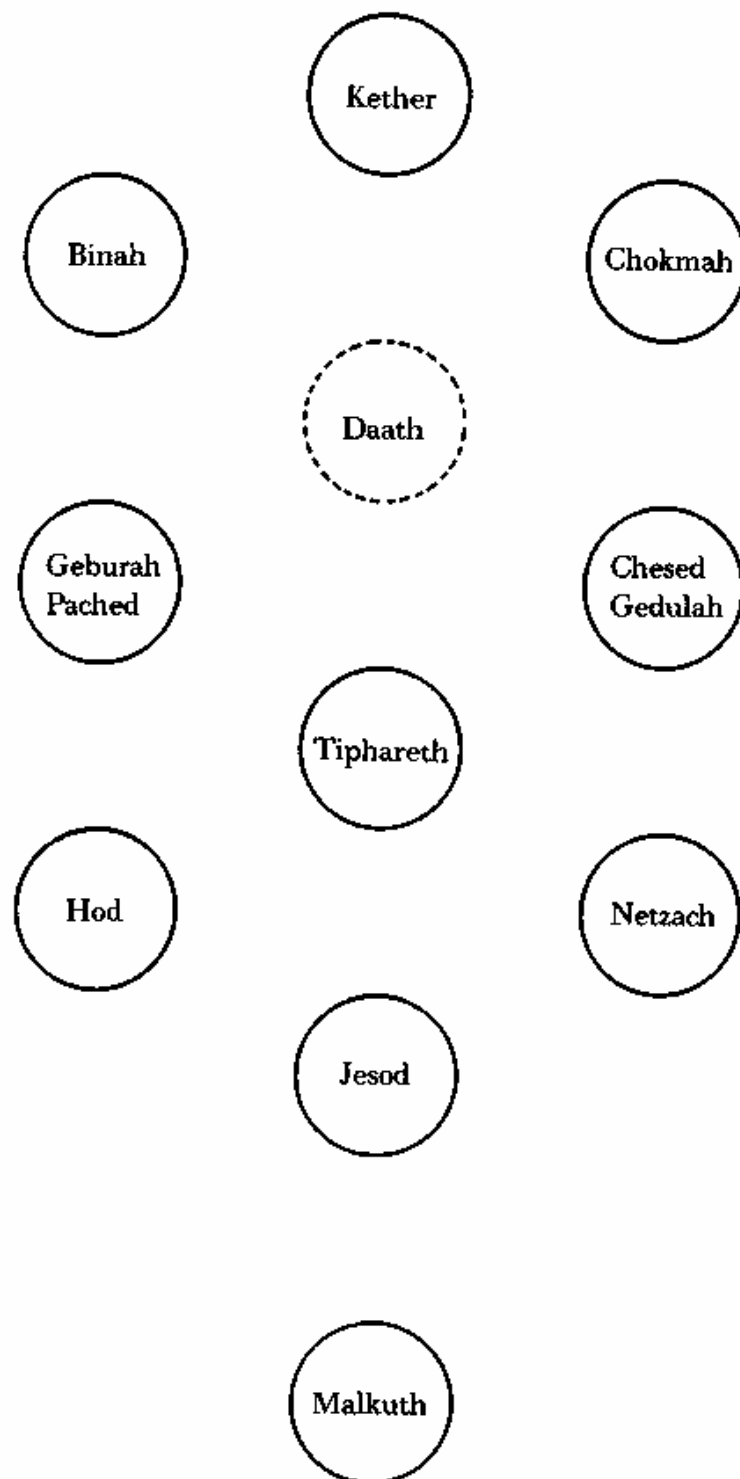 Kether
Binah
Chokmah
Daath
Geburah
Pached
Chesed
Gedulah
Tiphareth
Hod
Netzach
Jesod
Malkuth